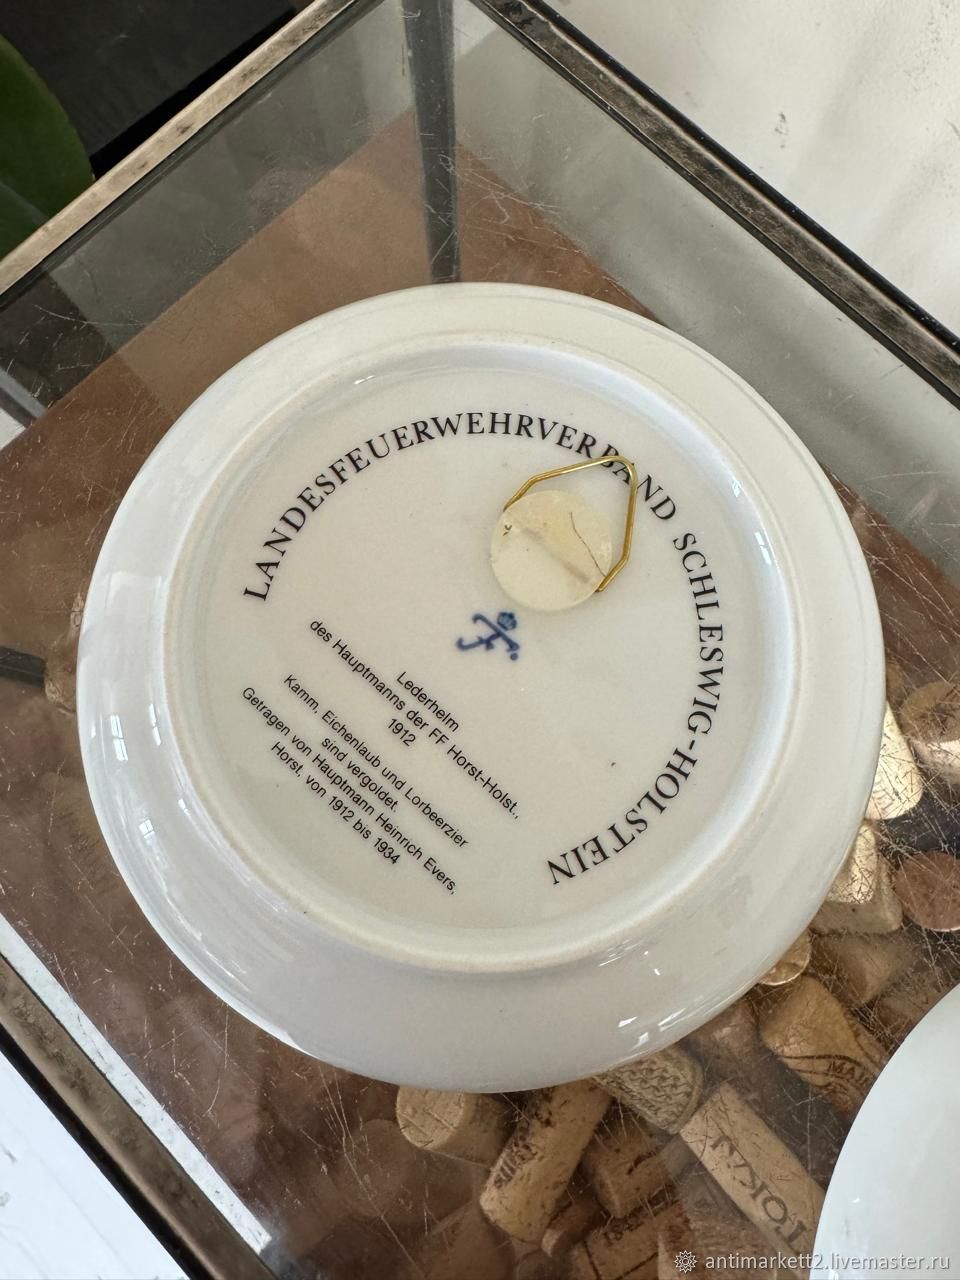 LANDESFEUERWEHRVERBAND SCHLESWIG-HOLSTEIN
Lederhelm
des Hauptmanns der FF Horst-Holst.,
1912
Kamm, Eichenlaub und Lorbeerzier
sind vergoldet.
Getragen von Hauptmann Heinrich Evers,
Horst, von 1912 bis 1934
TOKAJ
antimarkett2.livemaster.ru